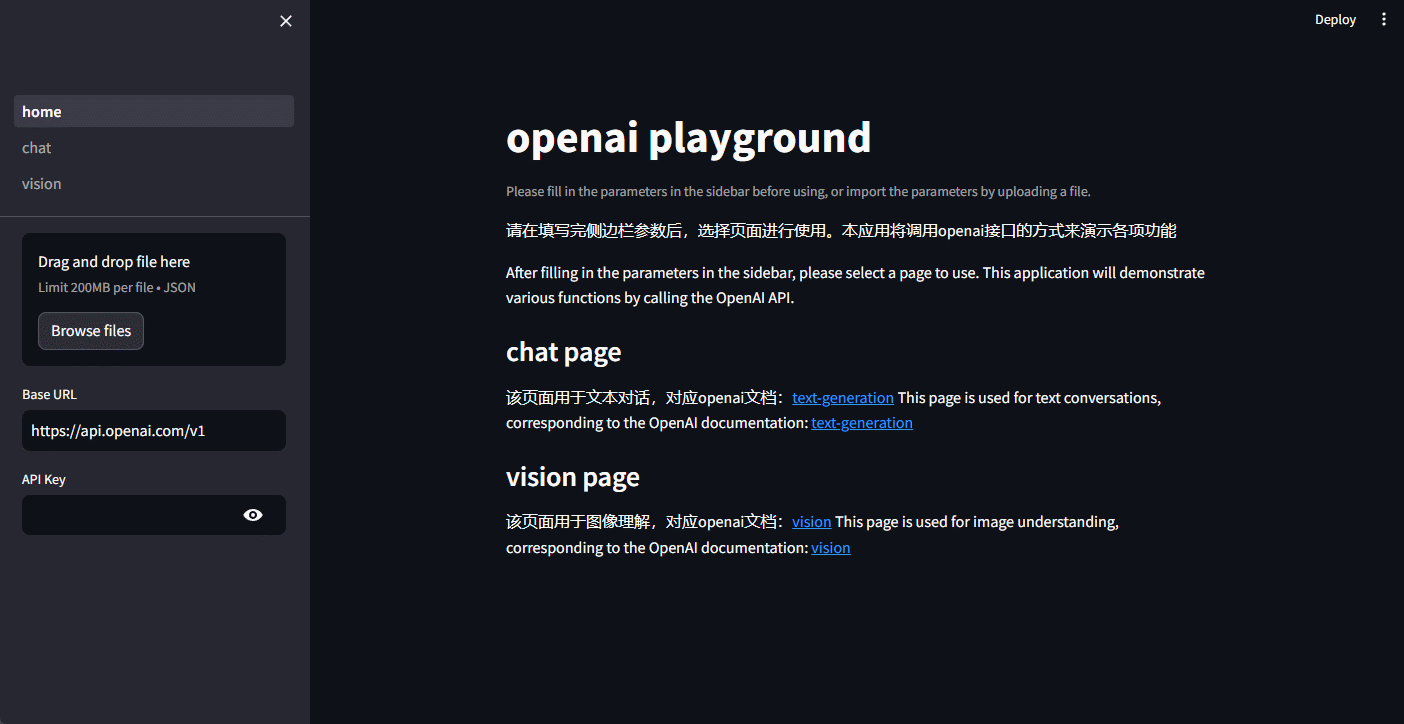 Deploy
home
chat
vision
Drag and drop file here
Limit 200MB per file • JSON
Browse files
Base URL
https://api.openai.com/v1
API Key
openai playground
Please fill in the parameters in the sidebar before using, or import the parameters by uploading a file.
请在填写完侧边栏参数后，选择页面进行使用。本应用将调用openai接口的方式来演示各项功能
After filling in the parameters in the sidebar, please select a page to use. This application will demonstrate
various functions by calling the OpenAI API.
chat page
该页面用于文本对话，对应openai文档：text-generation This page is used for text conversations,
corresponding to the OpenAI documentation: text-generation
vision page
该页面用于图像理解，对应openai文档：vision This page is used for image understanding,
corresponding to the OpenAI documentation: vision